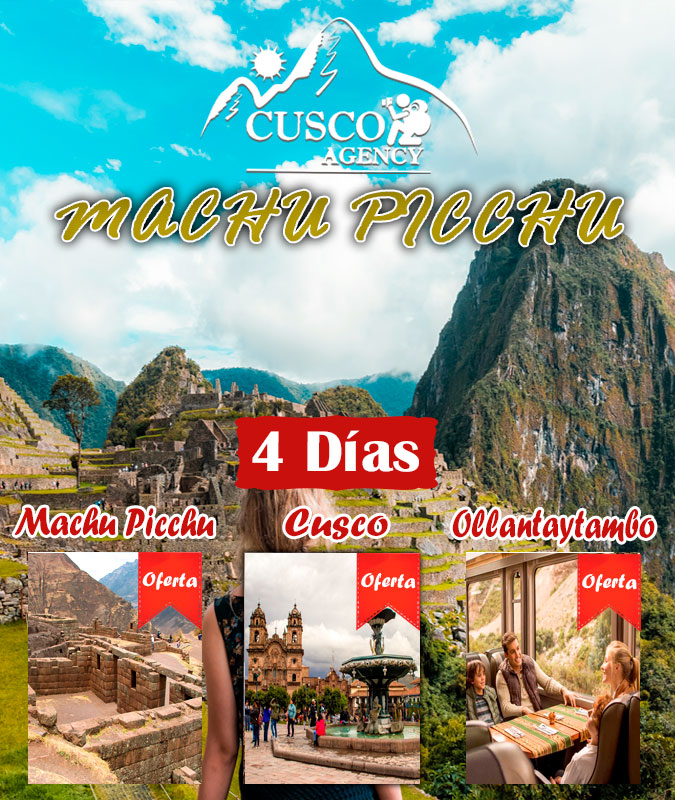 CUSCO
AGENCY
MACHU PICCHU
4 Días
Machu Picchu
Cusco
Ollantaytambo
Oferta
Oferta
Oferta